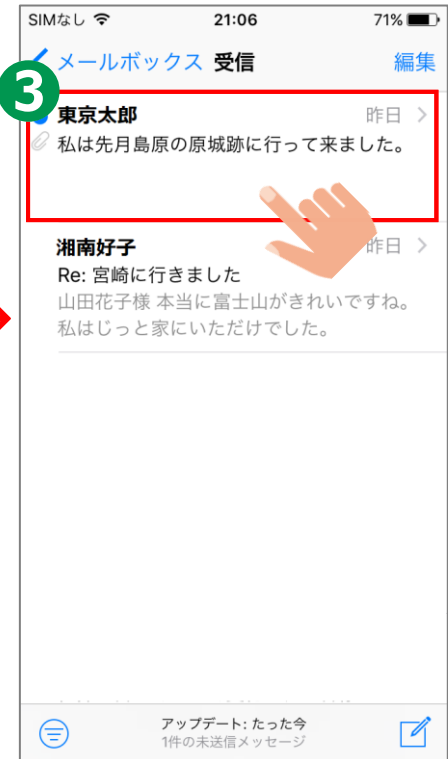 SIMなし 21:06 71%
メールボックス 受信 編集
3
東京太郎 昨日
私は先月島原の原城跡に行って来ました。
湘南好子 昨日
Re: 宮崎に行きました
山田花子様 本当に富士山がきれいですね。
私はじっと家にいただけでした。
アップデート: たった今
1件の未送信メッセージ